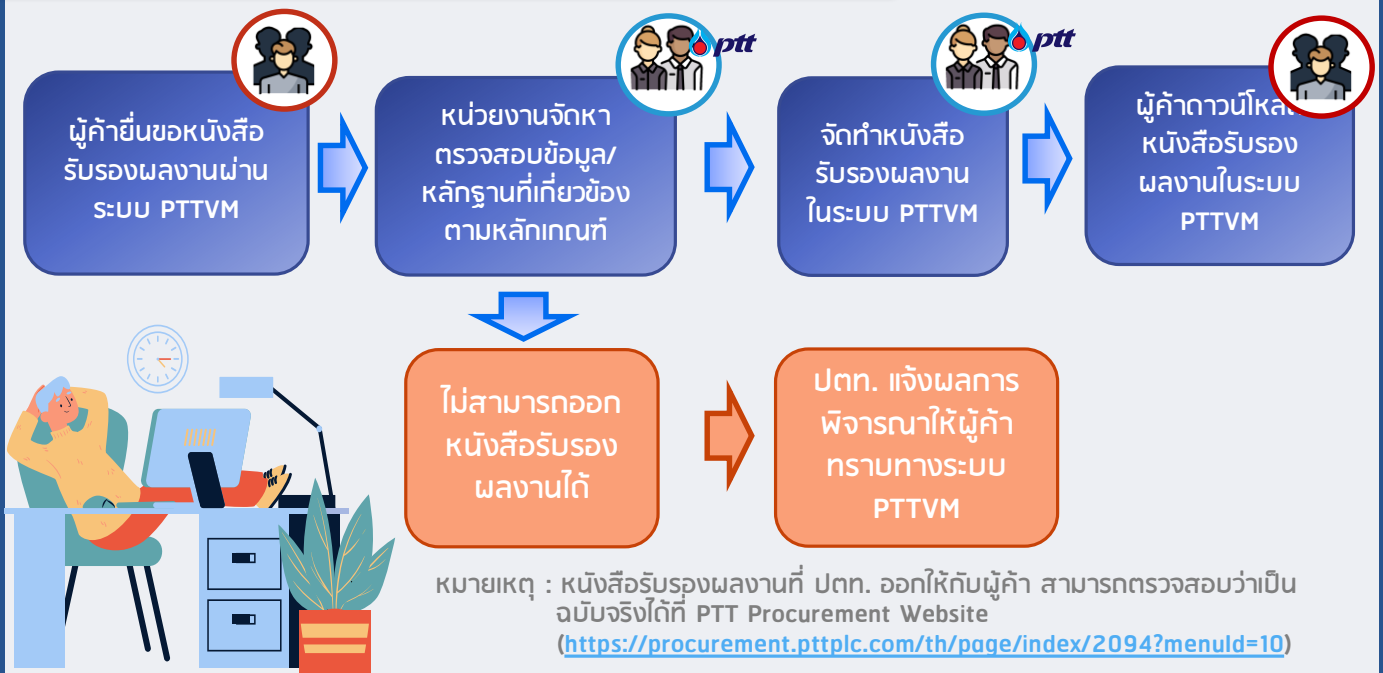 ptt
ptt
ผู้ค้ายื่นขอหนังสือ
รับรองผลงานผ่าน
ระบบ PTTVM
หน่วยงานจัดหา
ตรวจสอบข้อมูล/
หลักฐานที่เกี่ยวข้อง
ตามหลักเกณฑ์
จัดทำหนังสือ
รับรองผลงาน
ในระบบ PTTVM
ผู้ค้าดาวน์โหลด
หนังสือรับรอง
ผลงานในระบบ
PTTVM
ไม่สามารถออก
หนังสือรับรอง
ผลงานได้
ปตท. แจ้งผลการ
พิจารณาให้ผู้ค้า
ทราบทางระบบ
PTTVM
หมายเหตุ : หนังสือรับรองผลงานที่ ปตท. ออกให้กับผู้ค้า สามารถตรวจสอบว่าเป็น
ฉบับจริงได้ที่ PTT Procurement Website
(https://procurement.pttplc.com/th/page/index/2094?menuId=10)